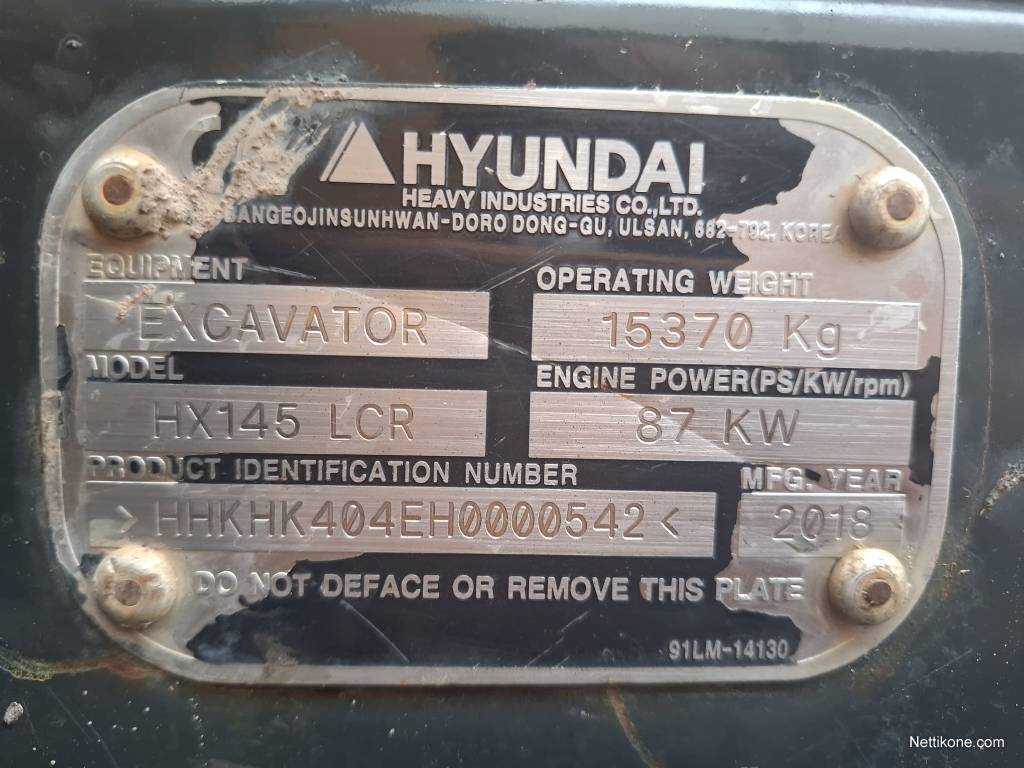 HYUNDAI
HEAVY INDUSTRIES CO.,LTD.
BANGEOJINSUNHWAN-DORO DONG-GU, ULSAN, 682-792, KOREA
EQUIPMENT OPERATING WEIGHT
EXCAVATOR 15370 Kg
MODEL ENGINE POWER(PS/KW/rpm)
HX145 LCR 87 KW
PRODUCT IDENTIFICATION NUMBER MFG. YEAR
> HHKHK404EH0000542 < 2018
DO NOT DEFACE OR REMOVE THIS PLATE
91LM-14130
Nettikone.com